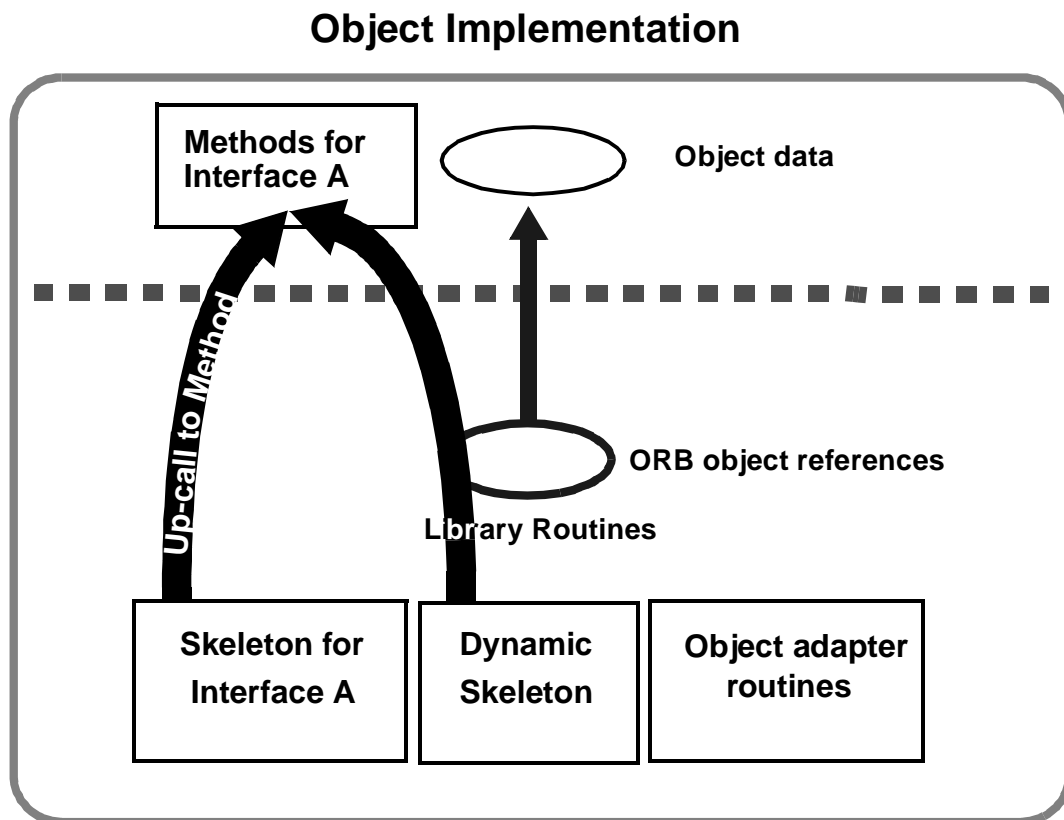 Object Implementation
Methods for
Interface A
Object data
Up-call to Method
ORB object references
Library Routines
Skeleton for
Interface A
Dynamic
Skeleton
Object adapter
routines